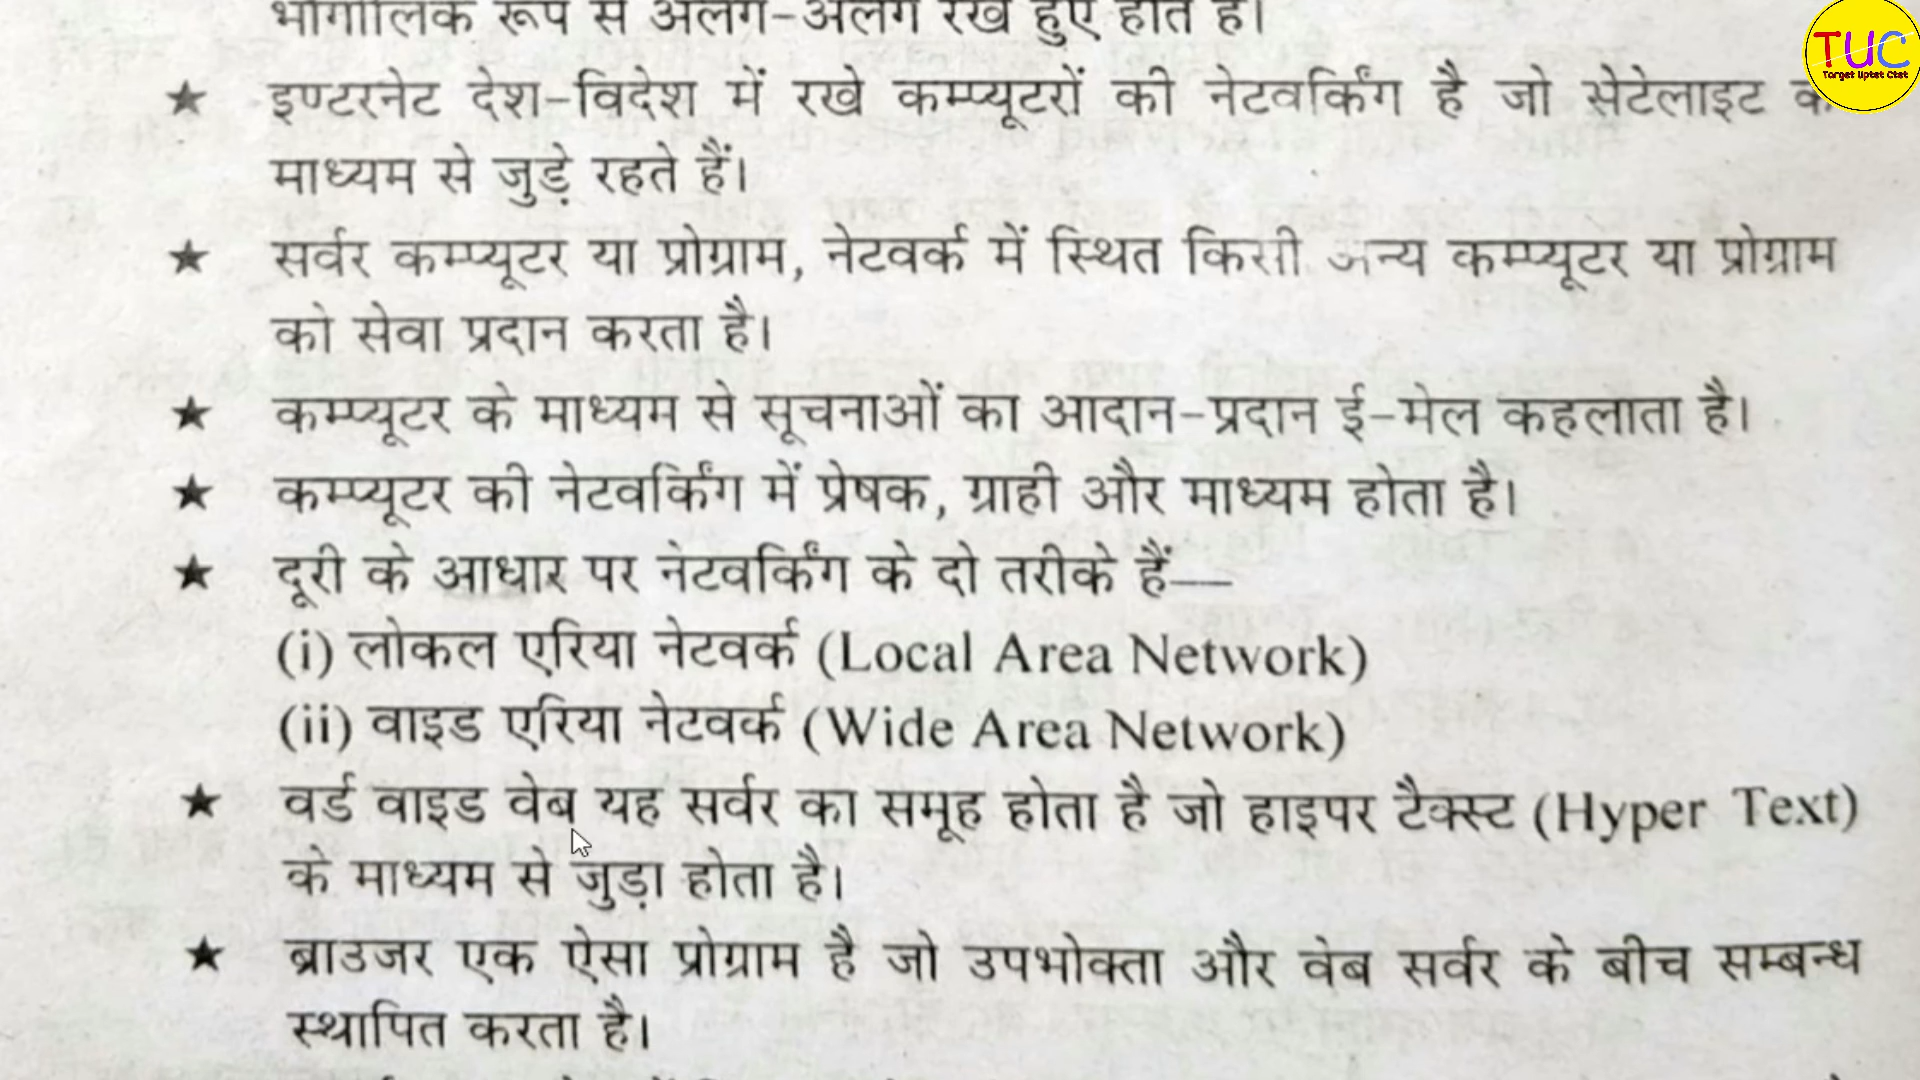 भौगोलिक रूप से अलग-अलग रखे हुए होते हैं।
TUC
Target Uptet Ctet
★ इण्टरनेट देश-विदेश में रखे कम्प्यूटरों की नेटवर्किंग है जो सेटेलाइट
माध्यम से जुड़े रहते हैं।
★ सर्वर कम्प्यूटर या प्रोग्राम, नेटवर्क में स्थित किसी अन्य कम्प्यूटर या प्रोग्राम
को सेवा प्रदान करता है।
★ कम्प्यूटर के माध्यम से सूचनाओं का आदान-प्रदान ई-मेल कहलाता है।
★ कम्प्यूटर की नेटवर्किंग में प्रेषक, ग्राही और माध्यम होता है।
★ दूरी के आधार पर नेटवर्किंग के दो तरीके हैं—
(i) लोकल एरिया नेटवर्क (Local Area Network)
(ii) वाइड एरिया नेटवर्क (Wide Area Network)
★ वर्ड वाइड वेब यह सर्वर का समूह होता है जो हाइपर टैक्स्ट (Hyper Text)
के माध्यम से जुड़ा होता है।
★ ब्राउजर एक ऐसा प्रोग्राम है जो उपभोक्ता और वेब सर्वर के बीच सम्बन्ध
स्थापित करता है।